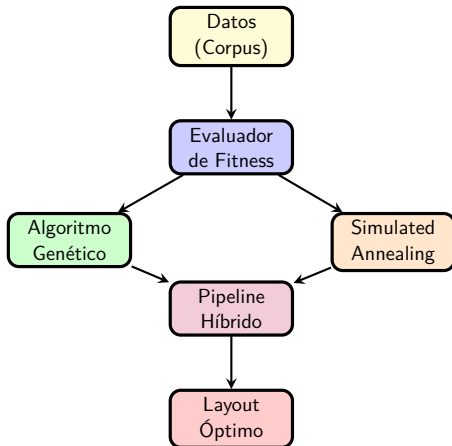 Datos
(Corpus)
Evaluador
de Fitness
Algoritmo
Genético
Simulated
Annealing
Pipeline
Híbrido
Layout
Óptimo